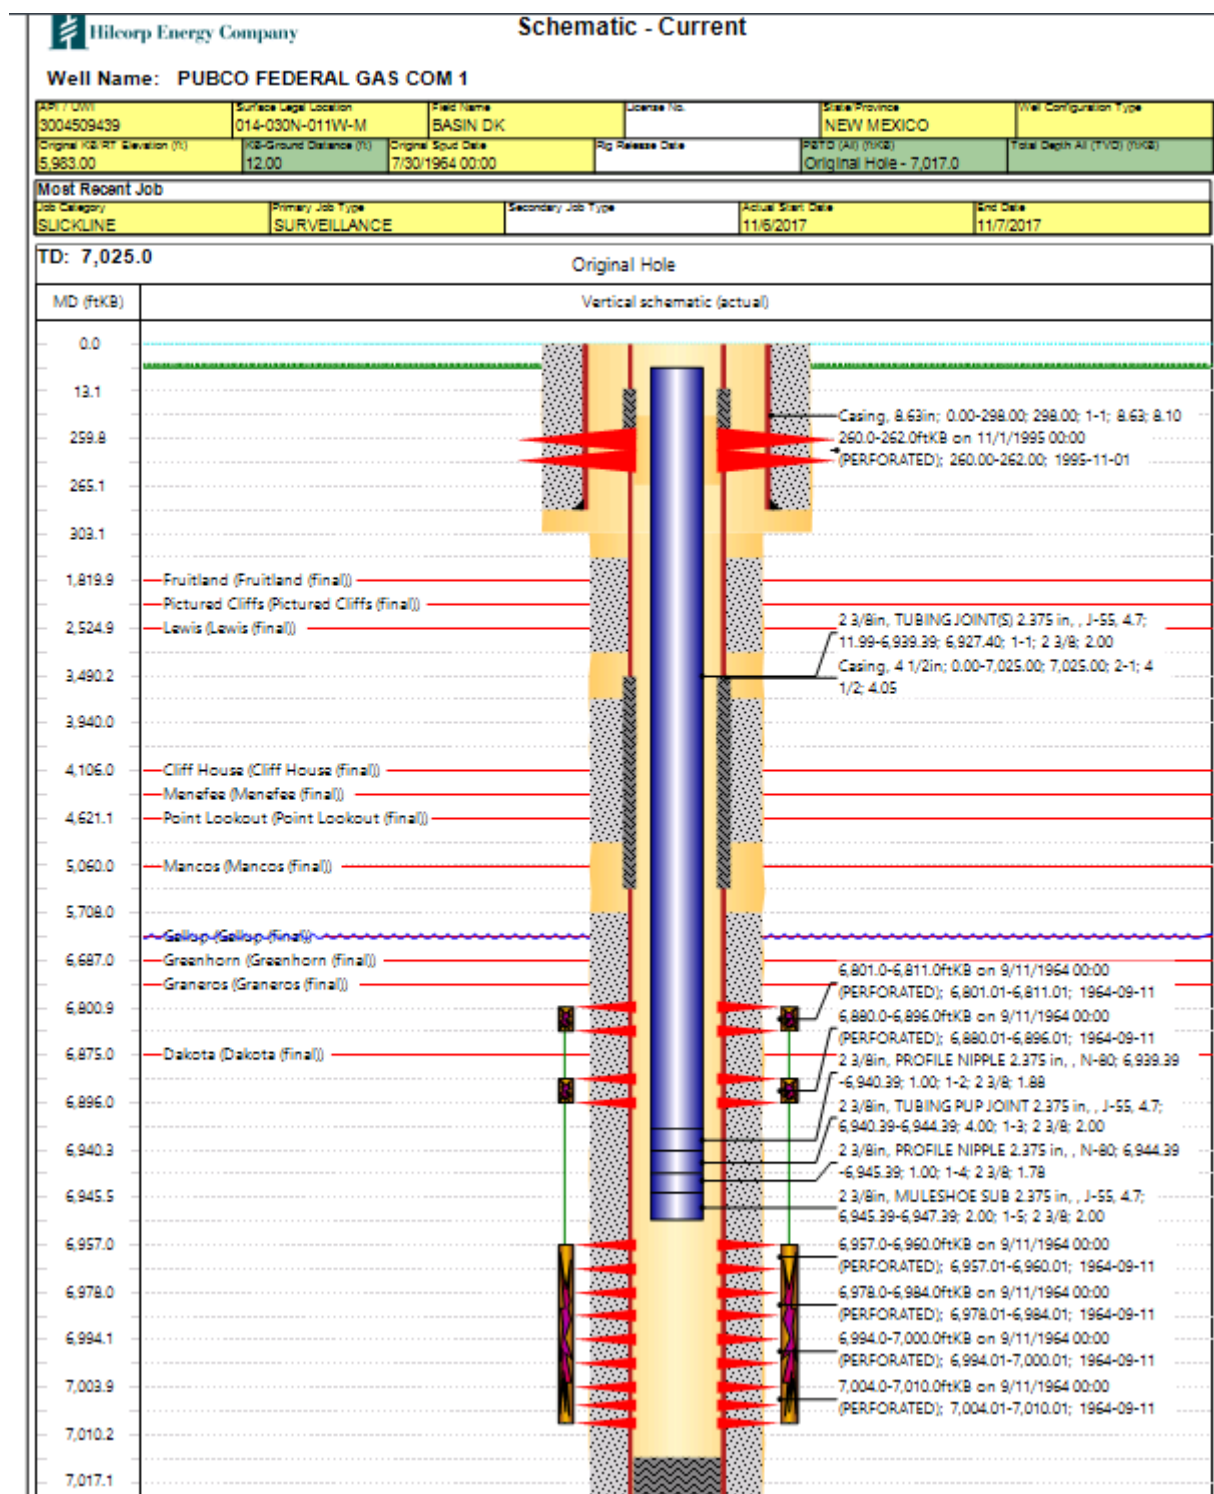 Hilcorp Energy Company
Schematic - Current
Well Name: PUBCO FEDERAL GAS COM 1
API / UWI
3004509439
Surface Legal Location
014-030N-011W-M
Field Name
BASIN DK
License No.
State/Province
NEW MEXICO
Well Configuration Type
Original KB/RT Elevation (ft)
5,983.00
KB-Ground Distance (ft)
12.00
Original Spud Date
7/30/1964 00:00
Rig Release Date
PBTD (All) (ftKB)
Original Hole - 7,017.0
Total Depth All (TVD) (ftKB)
Most Recent Job
Job Category
SLICKLINE
Primary Job Type
SURVEILLANCE
Secondary Job Type
Actual Start Date
11/6/2017
End Date
11/7/2017
TD: 7,025.0
Original Hole
MD (ftKB)
Vertical schematic (actual)
0.0
13.1
Casing, 8.63in; 0.00-298.00; 298.00; 1-1; 8.63; 8.10
259.8
260.0-262.0ftKB on 11/1/1995 00:00
(PERFORATED); 260.00-262.00; 1995-11-01
265.1
303.1
1,819.9
Fruitland (Fruitland (final))
Pictured Cliffs (Pictured Cliffs (final))
2,524.9
Lewis (Lewis (final))
2 3/8in, TUBING JOINT(S) 2.375 in, , J-55, 4.7;
11.99-6,939.39; 6,927.40; 1-1; 2 3/8; 2.00
3,490.2
Casing, 4 1/2in; 0.00-7,025.00; 7,025.00; 2-1; 4
1/2; 4.05
3,940.0
4,106.0
Cliff House (Cliff House (final))
Menefee (Menefee (final))
4,621.1
Point Lookout (Point Lookout (final))
5,060.0
Mancos (Mancos (final))
5,708.0
Gallup (Gallup (final))
6,687.0
Greenhorn (Greenhorn (final))
Graneros (Graneros (final))
6,801.0-6,811.0ftKB on 9/11/1964 00:00
(PERFORATED); 6,801.01-6,811.01; 1964-09-11
6,800.9
6,880.0-6,896.0ftKB on 9/11/1964 00:00
(PERFORATED); 6,880.01-6,896.01; 1964-09-11
6,875.0
Dakota (Dakota (final))
2 3/8in, PROFILE NIPPLE 2.375 in, , N-80; 6,939.39
-6,940.39; 1.00; 1-2; 2 3/8; 1.88
6,896.0
2 3/8in, TUBING PUP JOINT 2.375 in, , J-55, 4.7;
6,940.39-6,944.39; 4.00; 1-3; 2 3/8; 2.00
6,940.3
2 3/8in, PROFILE NIPPLE 2.375 in, , N-80; 6,944.39
-6,945.39; 1.00; 1-4; 2 3/8; 1.78
6,945.5
2 3/8in, MULESHOE SUB 2.375 in, , J-55, 4.7;
6,945.39-6,947.39; 2.00; 1-5; 2 3/8; 2.00
6,957.0
6,957.0-6,960.0ftKB on 9/11/1964 00:00
(PERFORATED); 6,957.01-6,960.01; 1964-09-11
6,978.0
6,978.0-6,984.0ftKB on 9/11/1964 00:00
(PERFORATED); 6,978.01-6,984.01; 1964-09-11
6,994.1
6,994.0-7,000.0ftKB on 9/11/1964 00:00
(PERFORATED); 6,994.01-7,000.01; 1964-09-11
7,003.9
7,004.0-7,010.0ftKB on 9/11/1964 00:00
(PERFORATED); 7,004.01-7,010.01; 1964-09-11
7,010.2
7,017.1